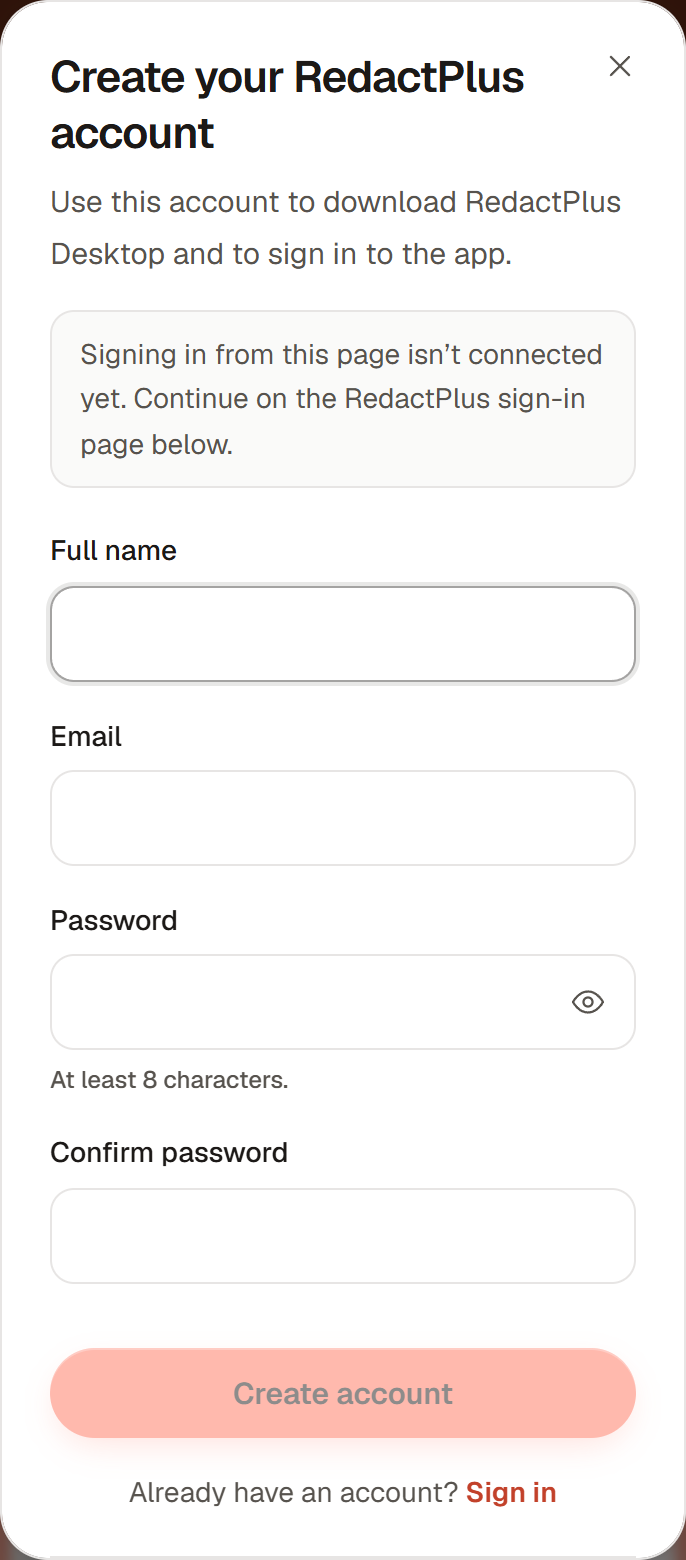 Create your RedactPlus
account
Use this account to download RedactPlus
Desktop and to sign in to the app.
Signing in from this page isn’t connected
yet. Continue on the RedactPlus sign-in
page below.
Full name
Email
Password
At least 8 characters.
Confirm password
Create account
Already have an account? Sign in